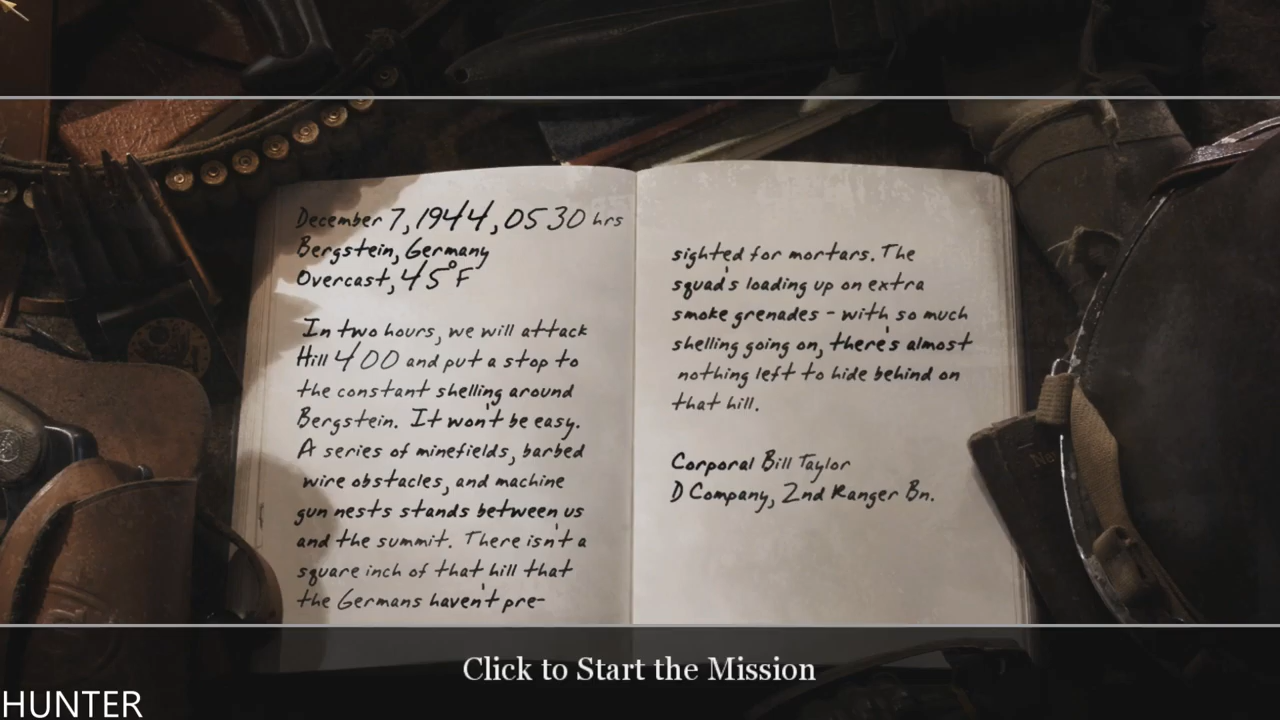 December 7, 1944, 0530 hrs
Bergstein, Germany
Overcast, 45°F
In two hours, we will attack
Hill 400 and put a stop to
the constant shelling around
Bergstein. It won't be easy.
A series of minefields, barbed
wire obstacles, and machine
gun nests stands between us
and the summit. There isn't a
square inch of that hill that
the Germans haven't pre-
sighted for mortars. The
squad's loading up on extra
smoke grenades - with so much
shelling going on, there's almost
nothing left to hide behind on
that hill.
Corporal Bill Taylor
D Company, 2nd Ranger Bn.
Click to Start the Mission
HUNTER